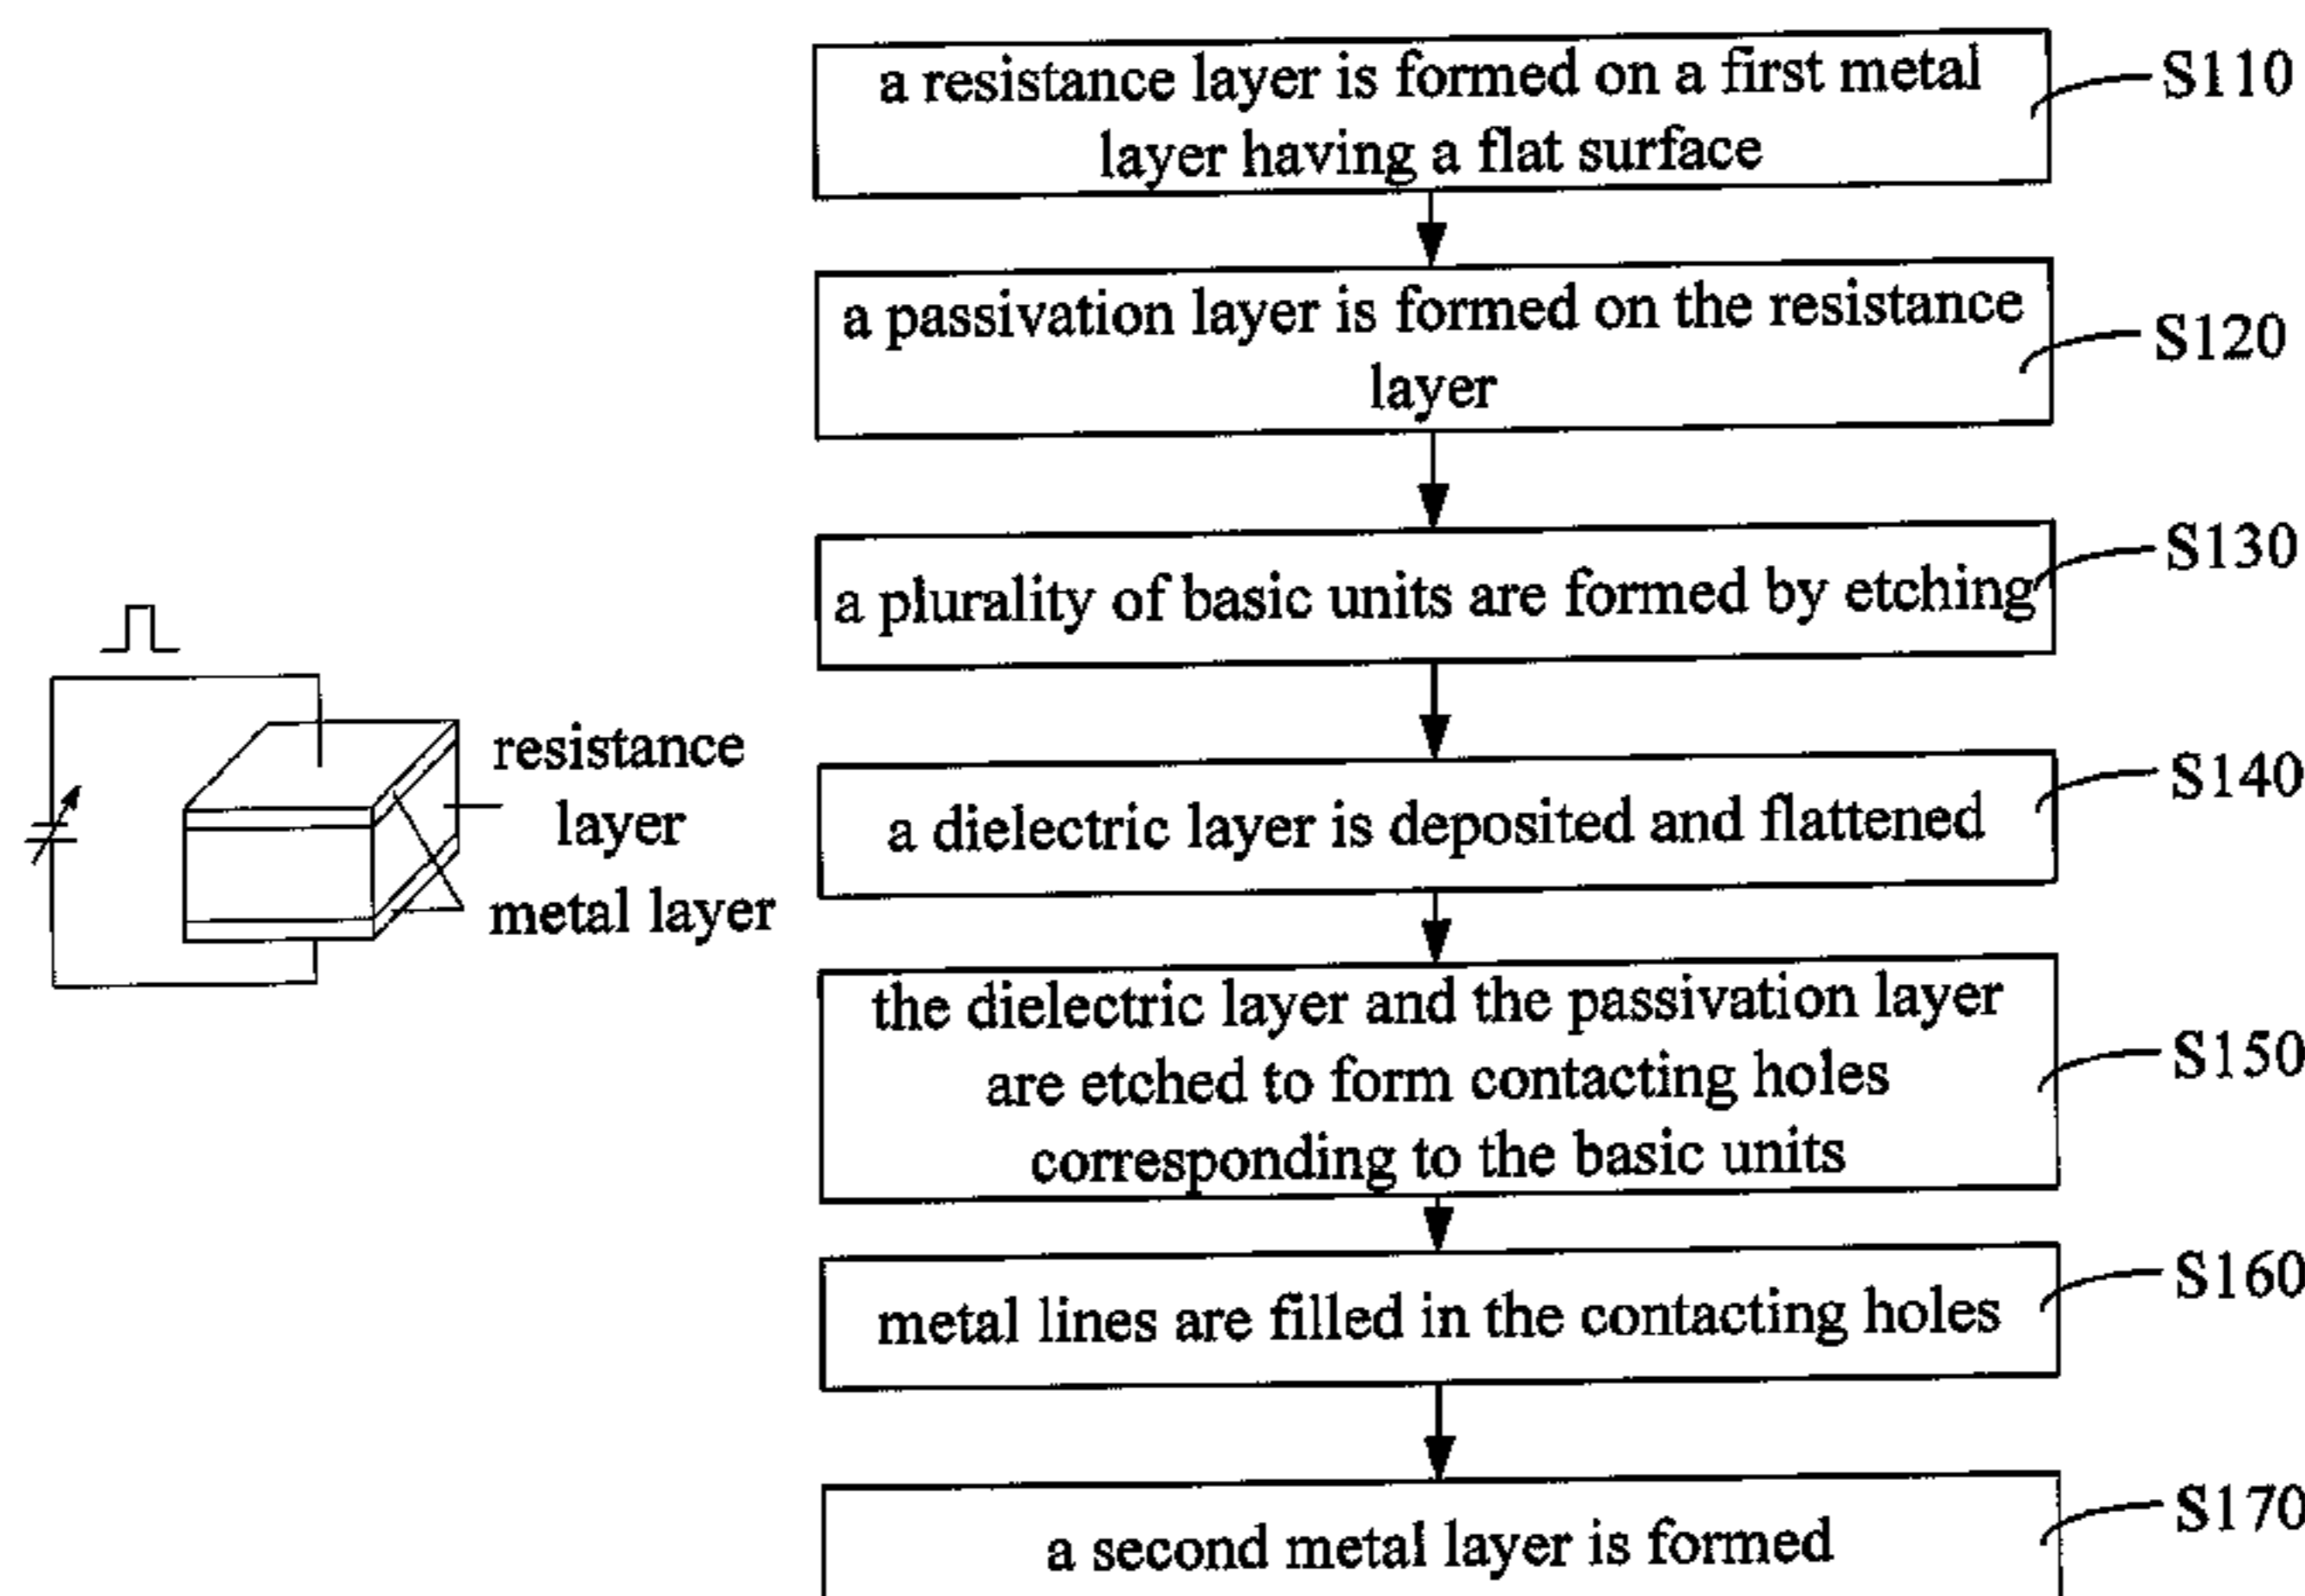 a resistance layer is formed on a first metal
layer having a flat surface
S110
a passivation layer is formed on the resistance
layer
S120
a plurality of basic units are formed by etching
S130
resistance
layer
metal layer
a dielectric layer is deposited and flattened
S140
the dielectric layer and the passivation layer
are etched to form contacting holes
corresponding to the basic units
S150
metal lines are filled in the contacting holes
S160
a second metal layer is formed
S170